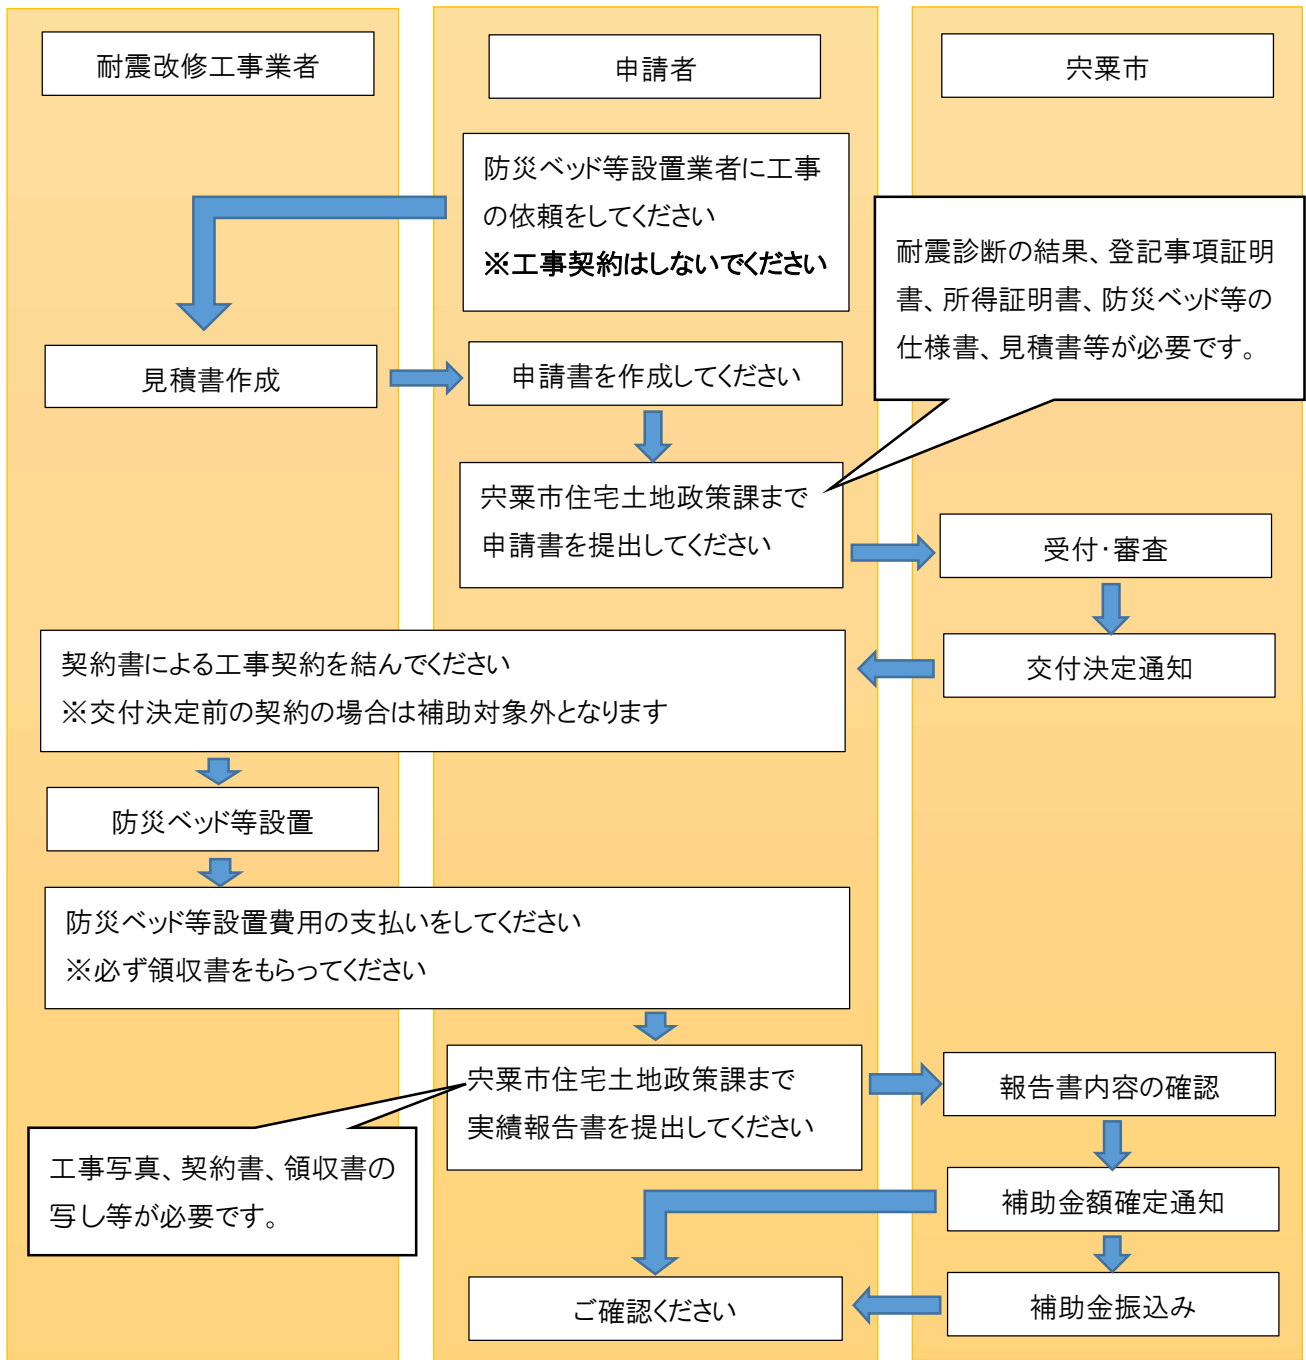 耐震改修工事業者
申請者
宍粟市
防災ベッド等設置業者に工事
の依頼をしてください
※工事契約はしないでください
耐震診断の結果、登記事項証明
書、所得証明書、防災ベッド等の
仕様書、見積書等が必要です。
見積書作成
申請書を作成してください
宍粟市住宅土地政策課まで
申請書を提出してください
受付・審査
交付決定通知
契約書による工事契約を結んでください
※交付決定前の契約の場合は補助対象外となります
防災ベッド等設置
防災ベッド等設置費用の支払いをしてください
※必ず領収書をもらってください
宍粟市住宅土地政策課まで
実績報告書を提出してください
報告書内容の確認
工事写真、契約書、領収書の
写し等が必要です。
補助金額確定通知
ご確認ください
補助金振込み